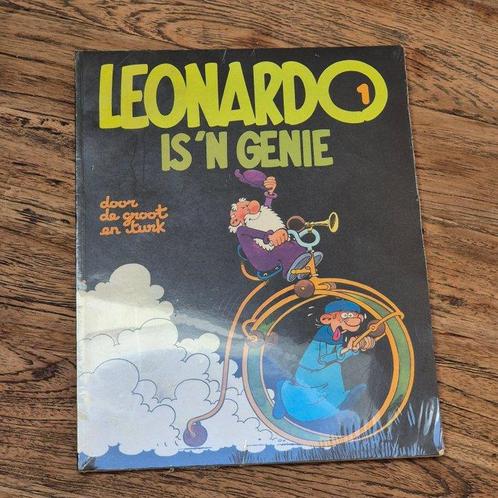 LEONARDO
1
IS 'N GENIE
door
de groot
en turk